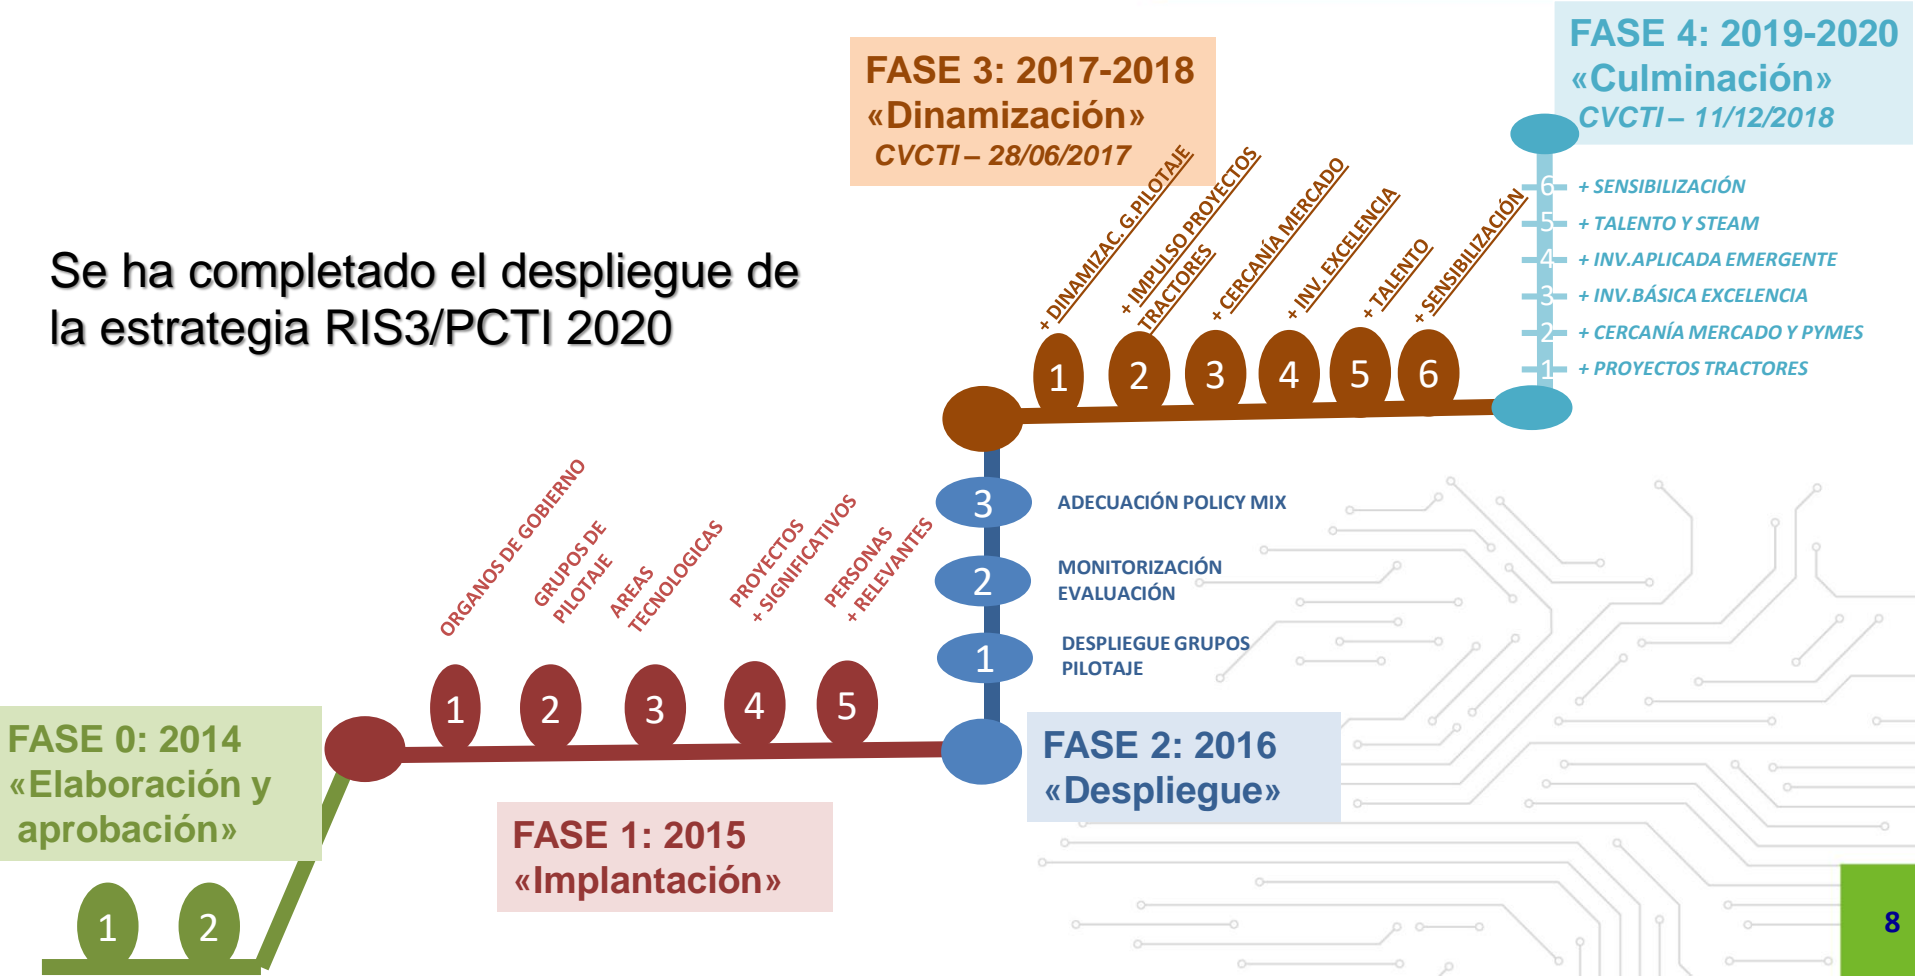 FASE 4: 2019-2020
«Culminación»
CVCTI – 11/12/2018
FASE 3: 2017-2018
«Dinamización»
CVCTI – 28/06/2017
Se ha completado el despliegue de
la estrategia RIS3/PCTI 2020
+ DINAMIZAC. G.PILOTAJE
+ IMPULSO PROYECTOS
TRACTORES
+ CERCANÍA MERCADO
+ INV. EXCELENCIA
+ TALENTO
+ SENSIBILIZACIÓN
1
2
3
4
5
6
6 + SENSIBILIZACIÓN
5 + TALENTO Y STEAM
4 + INV.APLICADA EMERGENTE
3 + INV.BÁSICA EXCELENCIA
2 + CERCANÍA MERCADO Y PYMES
1 + PROYECTOS TRACTORES
3 ADECUACIÓN POLICY MIX
2 MONITORIZACIÓN
EVALUACIÓN
1 DESPLIEGUE GRUPOS
PILOTAJE
FASE 2: 2016
«Despliegue»
ORGANOS DE GOBIERNO
GRUPOS DE
PILOTAJE
AREAS
TECNOLOGICAS
PROYECTOS
+ SIGNIFICATIVOS
PERSONAS
+ RELEVANTES
1
2
3
4
5
FASE 1: 2015
«Implantación»
FASE 0: 2014
«Elaboración y
aprobación»
1
2
8